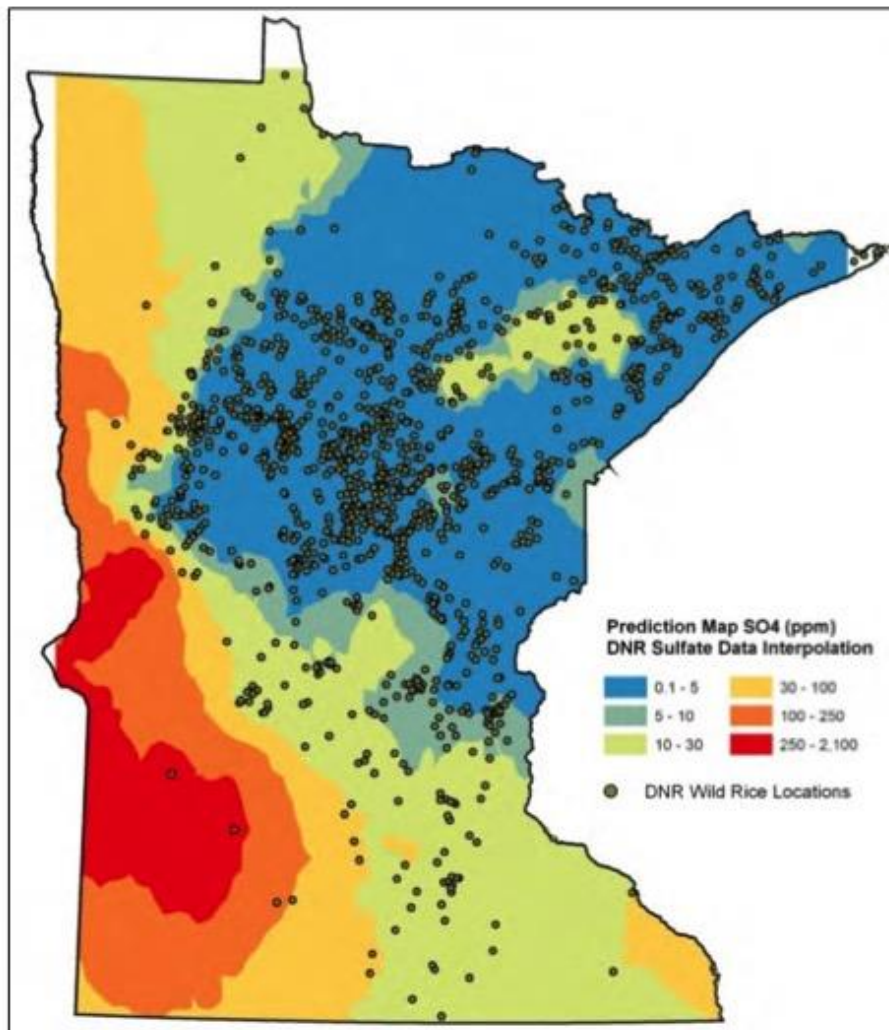 Prediction Map SO4 (ppm)
DNR Sulfate Data Interpolation
0.1 - 5
30 - 100
5 - 10
100 - 250
10 - 30
250 - 2,100
DNR Wild Rice Locations